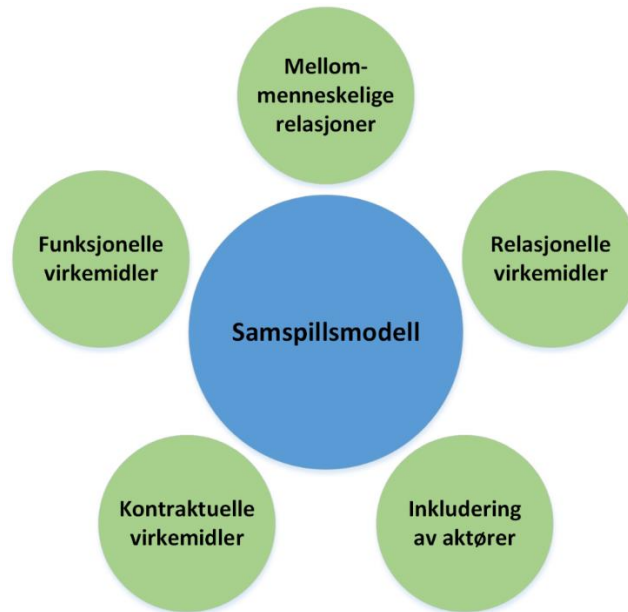 Mellom-
menneskelige
relasjoner
Funksjonelle
virkemidler
Relasjonelle
virkemidler
Samspillsmodell
Kontraktuelle
virkemidler
Inkludering
av aktører